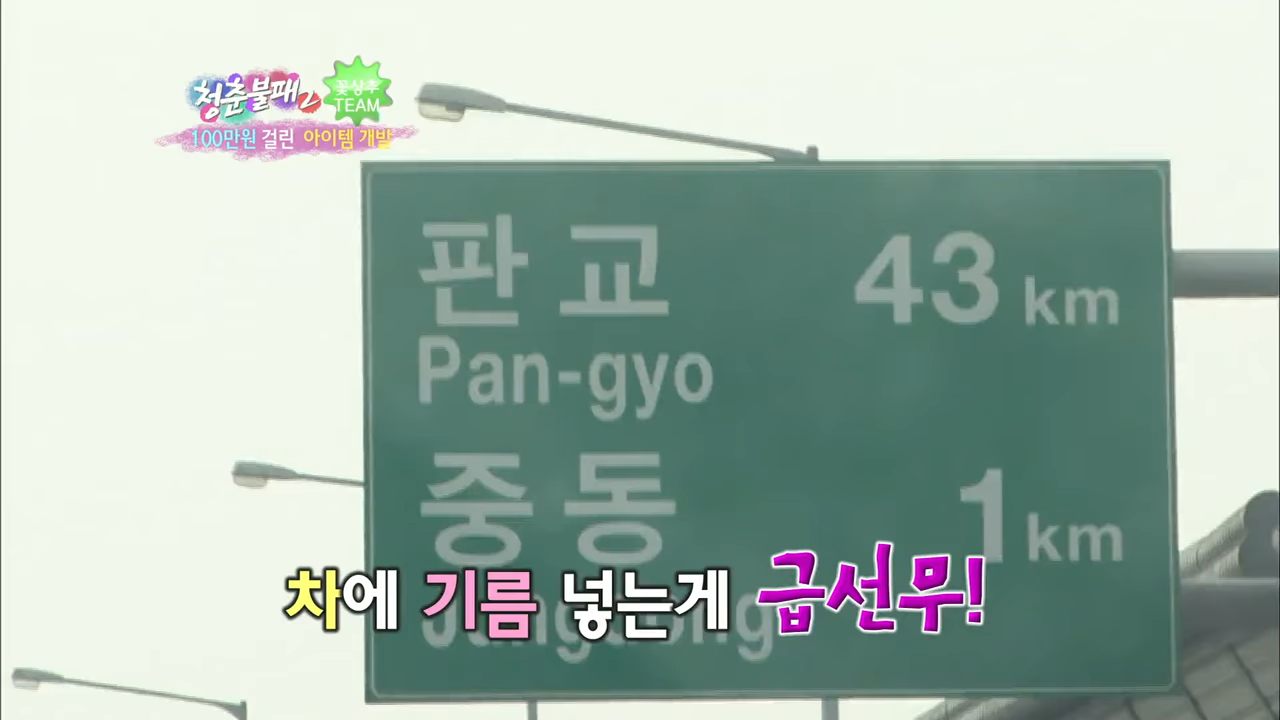 청춘불패2
꽃상추
TEAM
100만원 걸린 아이템 개발
판교 43 km
Pan-gyo
중동 1 km
Jungdong
차에 기름 넣는게 급선무!